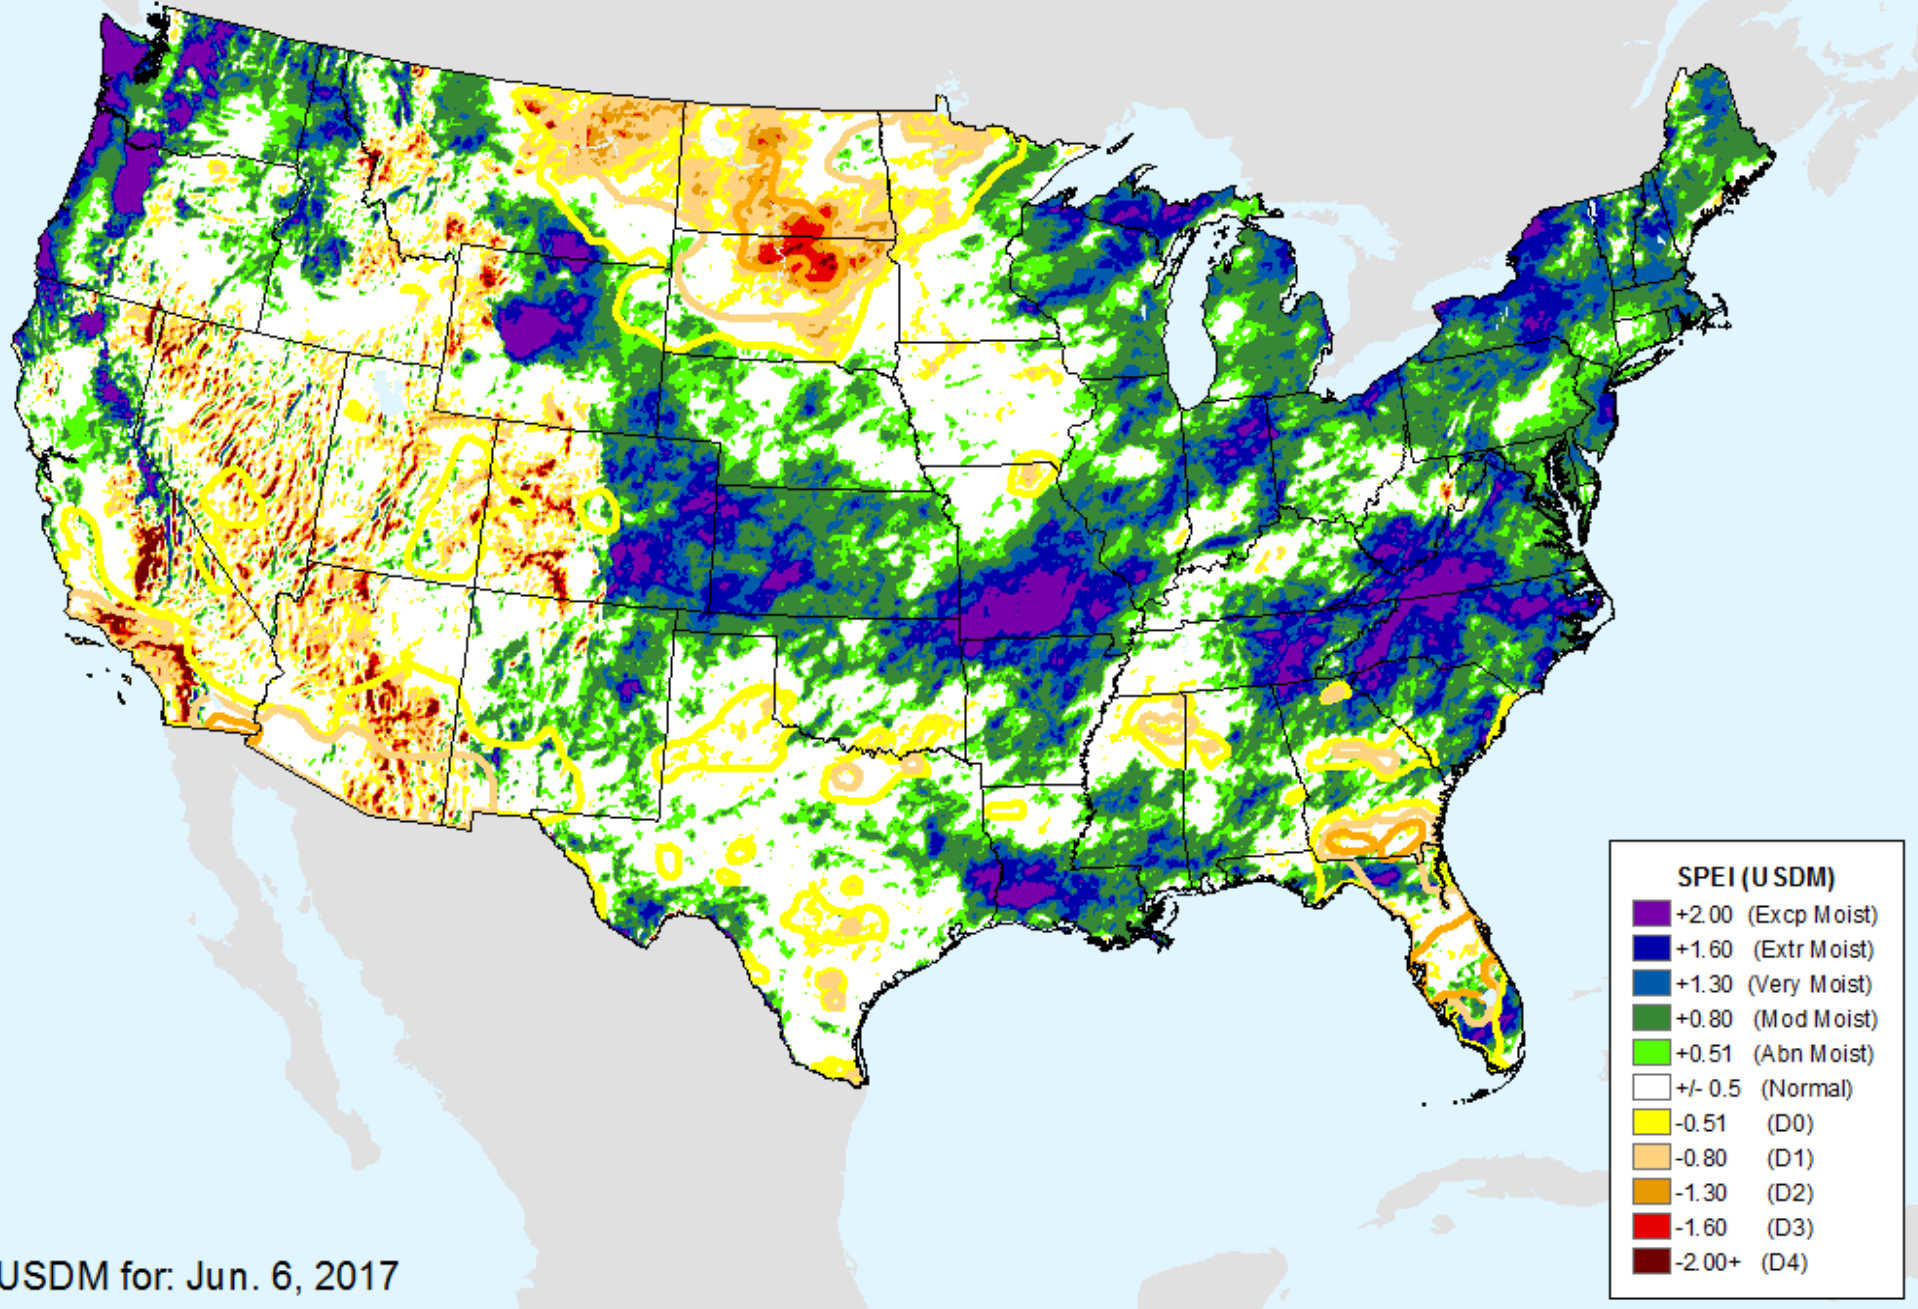 SPEI (USDM)
+2.00 (Excp Moist)
+1.60 (Extr Moist)
+1.30 (Very Moist)
+0.80 (Mod Moist)
+0.51 (Abn Moist)
+/- 0.5 (Normal)
-0.51 (D0)
-0.80 (D1)
-1.30 (D2)
-1.60 (D3)
-2.00+ (D4)
USDM for: Jun. 6, 2017